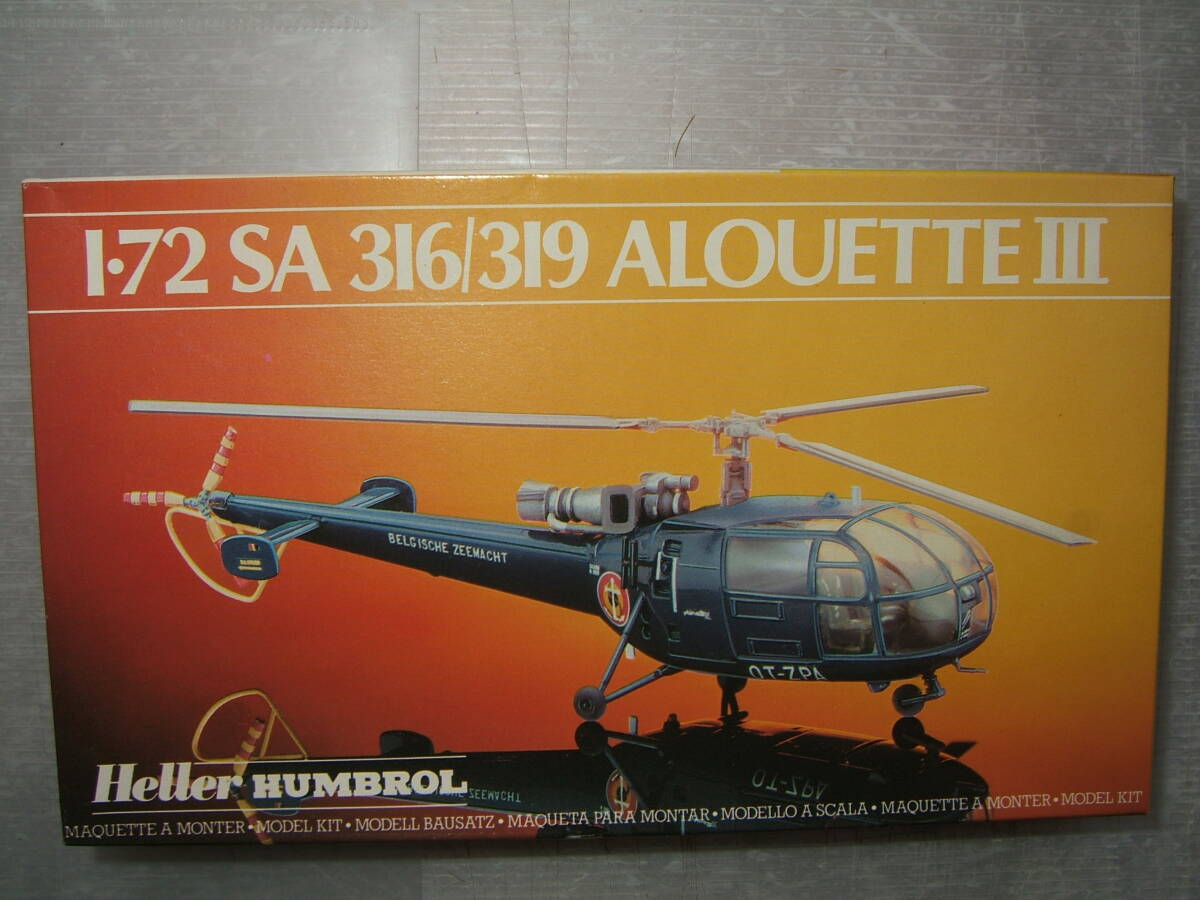 1·72 SA 316/319 ALOUETTE III
BELGISCHE ZEEMACHT
OT-ZPA
Heller HUMBROL
MAQUETTE A MONTER · MODEL KIT · MODELL BAUSATZ · MAQUETA PARA MONTAR · MODELLO A SCALA · MAQUETTE A MONTER · MODEL KIT